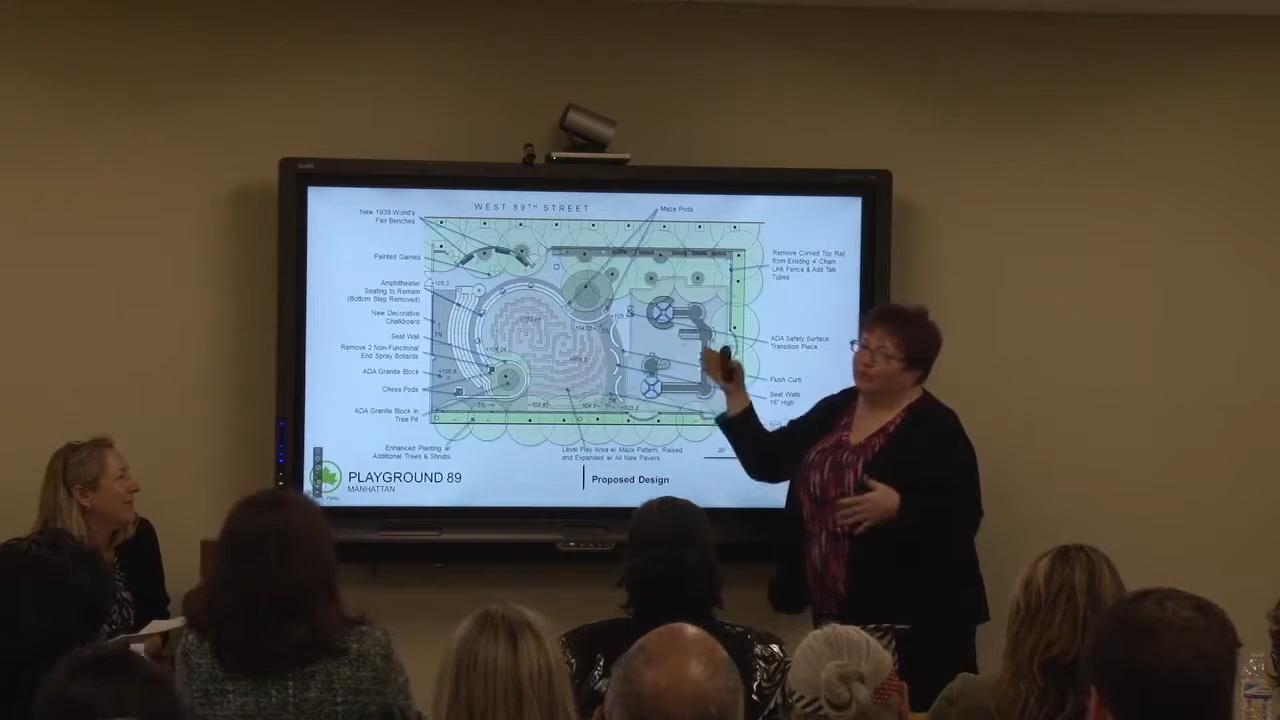 SMART
WEST 89TH STREET
New 1939 World's
Fair Benches
Maze Pods
Painted Games
Remove Curved Top Rail
from Existing 4' Chain
Link Fence & Add Talk
Tubes
Amphitheater
Seating to Remain
(Bottom Step Removed)
New Decorative
Chalkboard
Seat Wall
Remove 2 Non-Functional
End Spray Bollards
ADA Safety Surface
Transition Piece
ADA Granite Block
Flush Curb
Chess Pods
Seat Walls
16" High
ADA Granite Block in
Tree Pit
Enhanced Planting w/
Additional Trees & Shrubs
Level Play Area w/ Maze Pattern, Raised
and Expanded w/ All New Pavers
PLAYGROUND 89
MANHATTAN
Proposed Design